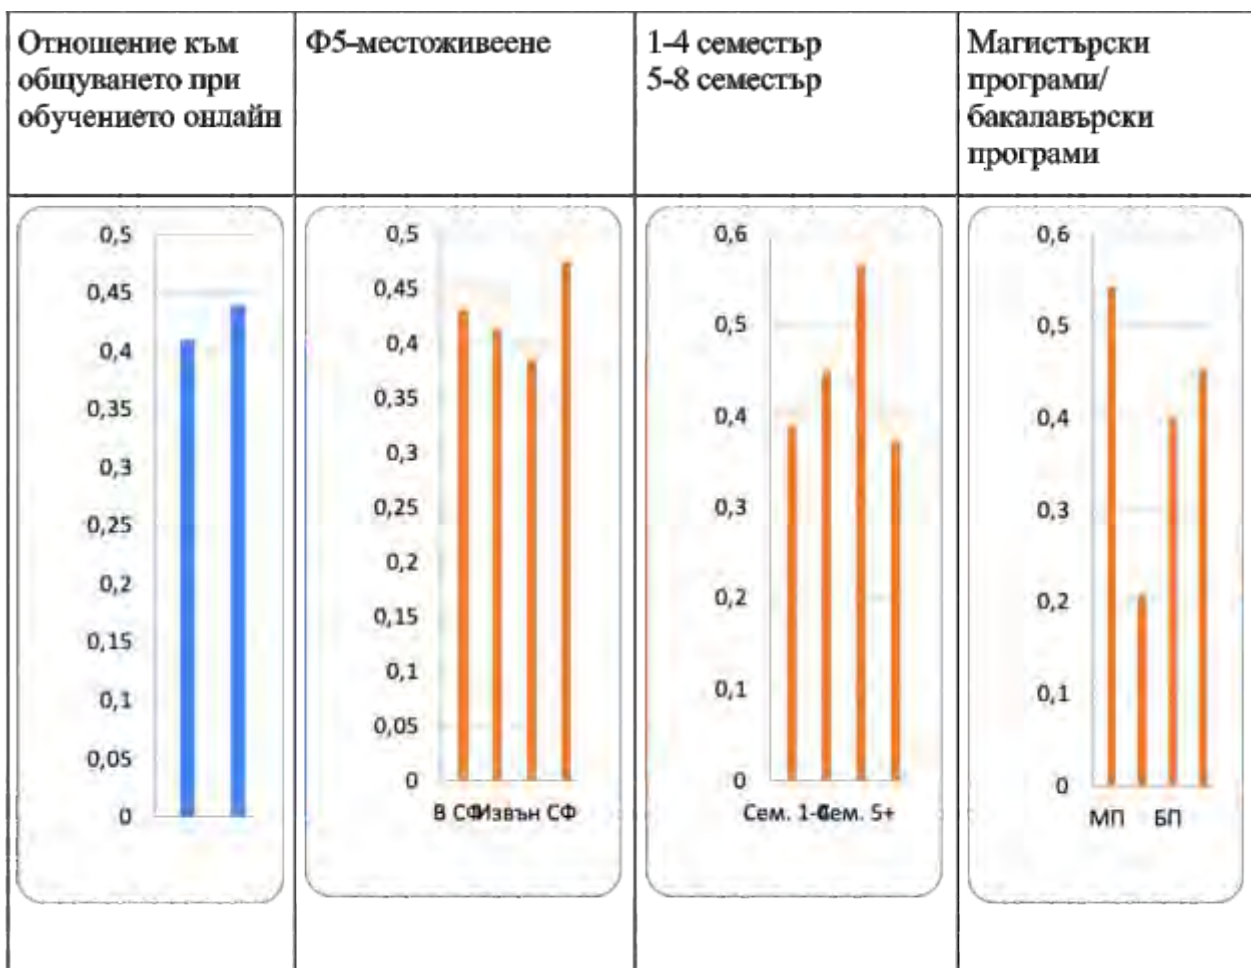 Отношение към
общуването при
обучението онлайн
Ф5-местоживеене
1-4 семестър
5-8 семестър
Магистърски
програми/
бакалавърски
програми
0,5
0,45
0,4
0,35
0,3
0,25
0,2
0,15
0,1
0,05
0
0,5
0,45
0,4
0,35
0,3
0,25
0,2
0,15
0,1
0,05
0
В СФ Извън СФ
0,6
0,5
0,4
0,3
0,2
0,1
0
Сем. 1-4 Сем. 5+
0,6
0,5
0,4
0,3
0,2
0,1
0
МП БП